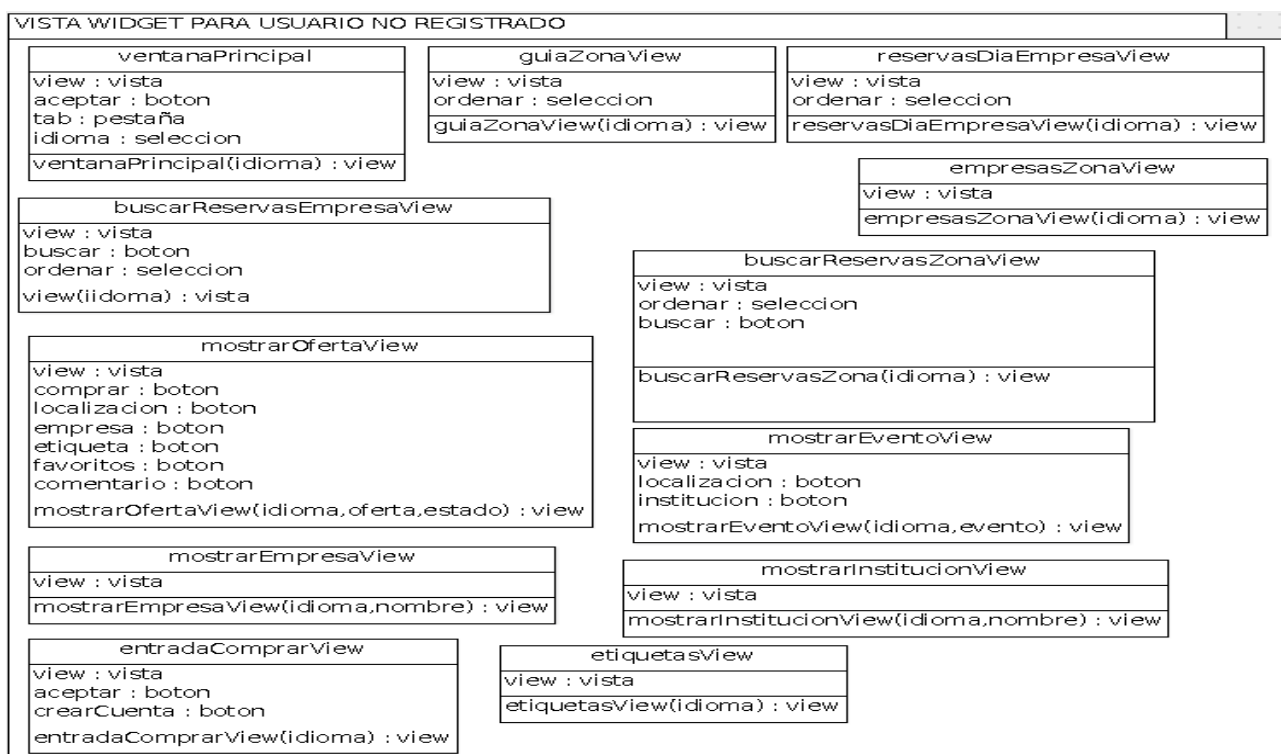 VISTA WIDGET PARA USUARIO NO REGISTRADO
ventanaPrincipal
view : vista
aceptar : boton
tab : pestaña
idioma : seleccion
ventanaPrincipal(idioma) : view
guiaZonaView
view : vista
ordenar : seleccion
guiaZonaView(idioma) : view
reservasDiaEmpresaView
view : vista
ordenar : seleccion
reservasDiaEmpresaView(idioma) : view
empresasZonaView
view : vista
empresasZonaView(idioma) : view
buscarReservasEmpresaView
view : vista
buscar : boton
ordenar : seleccion
view(iidoma) : vista
buscarReservasZonaView
view : vista
ordenar : seleccion
buscar : boton
buscarReservasZona(idioma) : view
mostrarOfertaView
view : vista
comprar : boton
localizacion : boton
empresa : boton
etiqueta : boton
favoritos : boton
comentario : boton
mostrarOfertaView(idioma,oferta,estado) : view
mostrarEventoView
view : vista
localizacion : boton
institucion : boton
mostrarEventoView(idioma,evento) : view
mostrarEmpresaView
view : vista
mostrarEmpresaView(idioma,nombre) : view
mostrarInstitucionView
view : vista
mostrarInstitucionView(idioma,nombre) : view
entradaComprarView
view : vista
aceptar : boton
crearCuenta : boton
entradaComprarView(idioma) : view
etiquetasView
view : vista
etiquetasView(idioma) : view